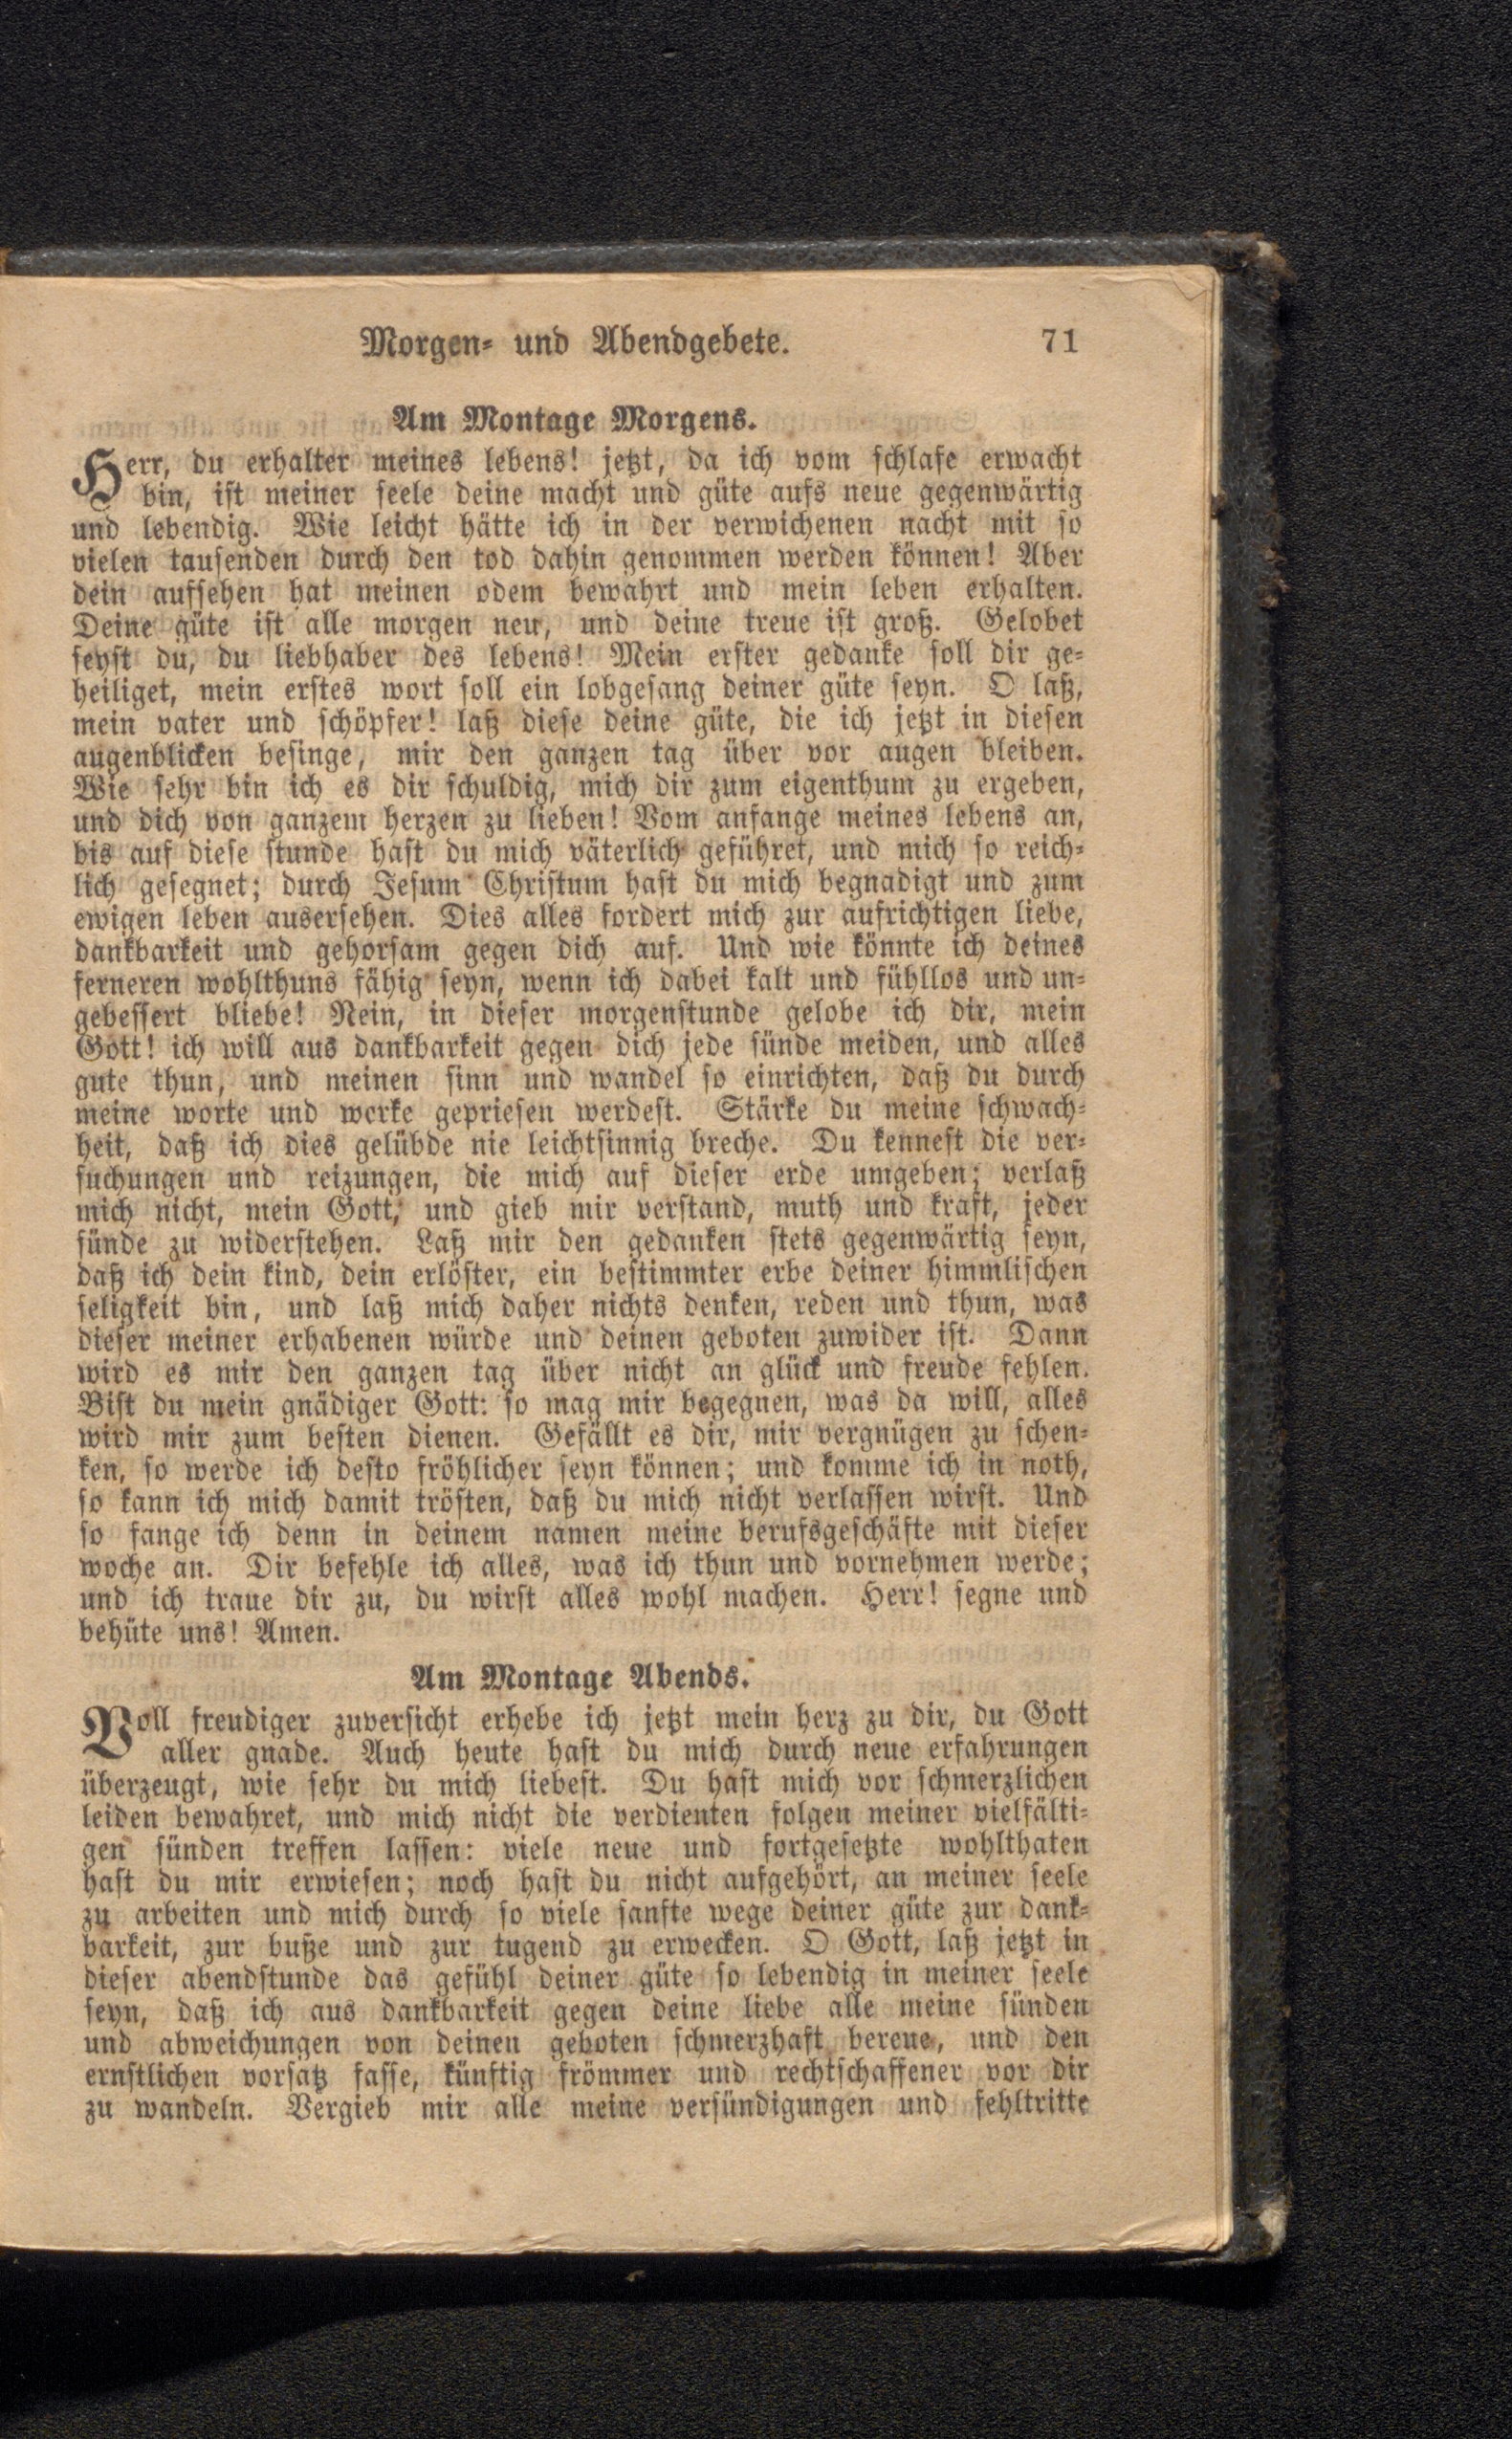 Morgen- und Abendgebete. 71
Am Montage Morgens.
Herr, du erhalter meines lebens! jetzt, da ich vom schlafe erwacht
bin, ist meiner seele deine macht und güte aufs neue gegenwärtig
und lebendig. Wie leicht hätte ich in der verwichenen nacht mit so
vielen tausenden durch den tod dahin genommen werden können! Aber
dein aufsehen hat meinen odem bewahrt und mein leben erhalten.
Deine güte ist alle morgen neu, und deine treue ist groß. Gelobet
seyst du, du liebhaber des lebens! Mein erster gedanke soll dir ge-
heiliget, mein erstes wort soll ein lobgesang deiner güte seyn. O laß,
mein vater und schöpfer! laß diese deine güte, die ich jetzt in diesen
augenblicken besinge, mir den ganzen tag über vor augen bleiben.
Wie sehr bin ich es dir schuldig, mich dir zum eigenthum zu ergeben,
und dich von ganzem herzen zu lieben! Vom anfange meines lebens an,
bis auf diese stunde hast du mich väterlich geführet, und mich so reich-
lich gesegnet; durch Jesum Christum hast du mich begnadigt und zum
ewigen leben ausersehen. Dies alles fordert mich zur aufrichtigen liebe,
dankbarkeit und gehorsam gegen dich auf. Und wie könnte ich deines
ferneren wohlthuns fähig seyn, wenn ich dabei kalt und fühllos und un-
gebessert bliebe! Nein, in dieser morgenstunde gelobe ich dir, mein
Gott! ich will aus dankbarkeit gegen dich jede sünde meiden, und alles
gute thun, und meinen sinn und wandel so einrichten, daß du durch
meine worte und werke gepriesen werdest. Stärke du meine schwach-
heit, daß ich dies gelübde nie leichtsinnig breche. Du kennest die ver-
suchungen und reizungen, die mich auf dieser erde umgeben; verlaß
mich nicht, mein Gott, und gieb mir verstand, muth und kraft, jeder
sünde zu widerstehen. Laß mir den gedanken stets gegenwärtig seyn,
daß ich dein kind, dein erlöster, ein bestimmter erbe deiner himmlischen
seligkeit bin, und laß mich daher nichts denken, reden und thun, was
dieser meiner erhabenen würde und deinen geboten zuwider ist. Dann
wird es mir den ganzen tag über nicht an glück und freude fehlen.
Bist du mein gnädiger Gott: so mag mir begegnen, was da will, alles
wird mir zum besten dienen. Gefällt es dir, mir vergnügen zu schen-
ken, so werde ich desto fröhlicher seyn können; und komme ich in noth,
so kann ich mich damit trösten, daß du mich nicht verlassen wirst. Und
so fange ich denn in deinem namen meine berufsgeschäfte mit dieser
woche an. Dir befehle ich alles, was ich thun und vornehmen werde;
und ich traue dir zu, du wirst alles wohl machen. Herr! segne und
behüte uns! Amen.
Am Montage Abends.
Voll freudiger zuversicht erhebe ich jetzt mein herz zu dir, du Gott
aller gnade. Auch heute hast du mich durch neue erfahrungen
überzeugt, wie sehr du mich liebest. Du hast mich vor schmerzlichen
leiden bewahret, und mich nicht die verdienten folgen meiner vielfälti-
gen sünden treffen lassen: viele neue und fortgesetzte wohlthaten
hast du mir erwiesen; noch hast du nicht aufgehört, an meiner seele
zu arbeiten und mich durch so viele sanfte wege deiner güte zur dank-
barkeit, zur buße und zur tugend zu erwecken. O Gott, laß jetzt in
dieser abendstunde das gefühl deiner güte so lebendig in meiner seele
seyn, daß ich aus dankbarkeit gegen deine liebe alle meine sünden
und abweichungen von deinen geboten schmerzhaft bereue, und den
ernstlichen vorsatz fasse, künftig frömmer und rechtschaffener vor dir
zu wandeln. Vergieb mir alle meine versündigungen und fehltritte